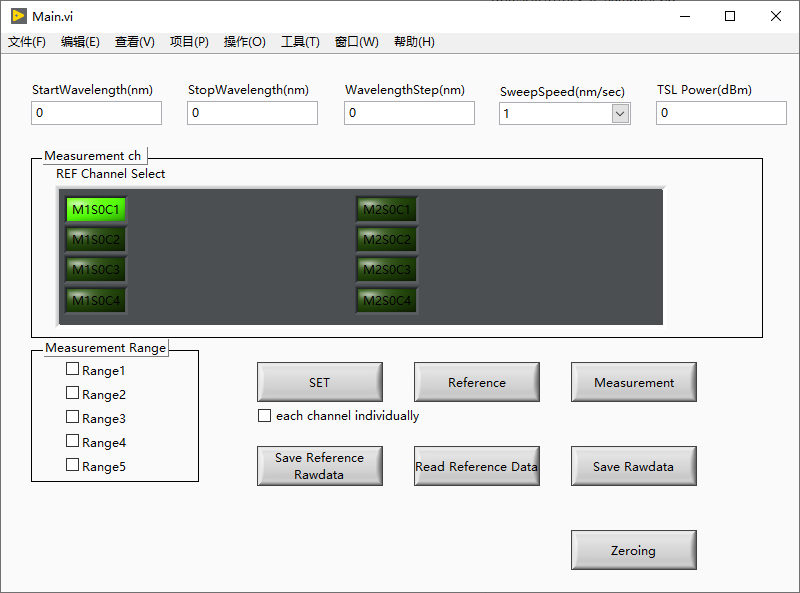 Main.vi
文件(F) 编辑(E) 查看(V) 项目(P) 操作(O) 工具(T) 窗口(W) 帮助(H)
StartWavelength(nm) StopWavelength(nm) WavelengthStep(nm) SweepSpeed(nm/sec) TSL Power(dBm)
0 0 0 1 0
Measurement ch
REF Channel Select
M1S0C1 M2S0C1
M1S0C2 M2S0C2
M1S0C3 M2S0C3
M1S0C4 M2S0C4
Measurement Range
Range1
Range2
Range3
Range4
Range5
SET Reference Measurement
each channel individually
Save Reference
Rawdata
Read Reference Data
Save Rawdata
Zeroing